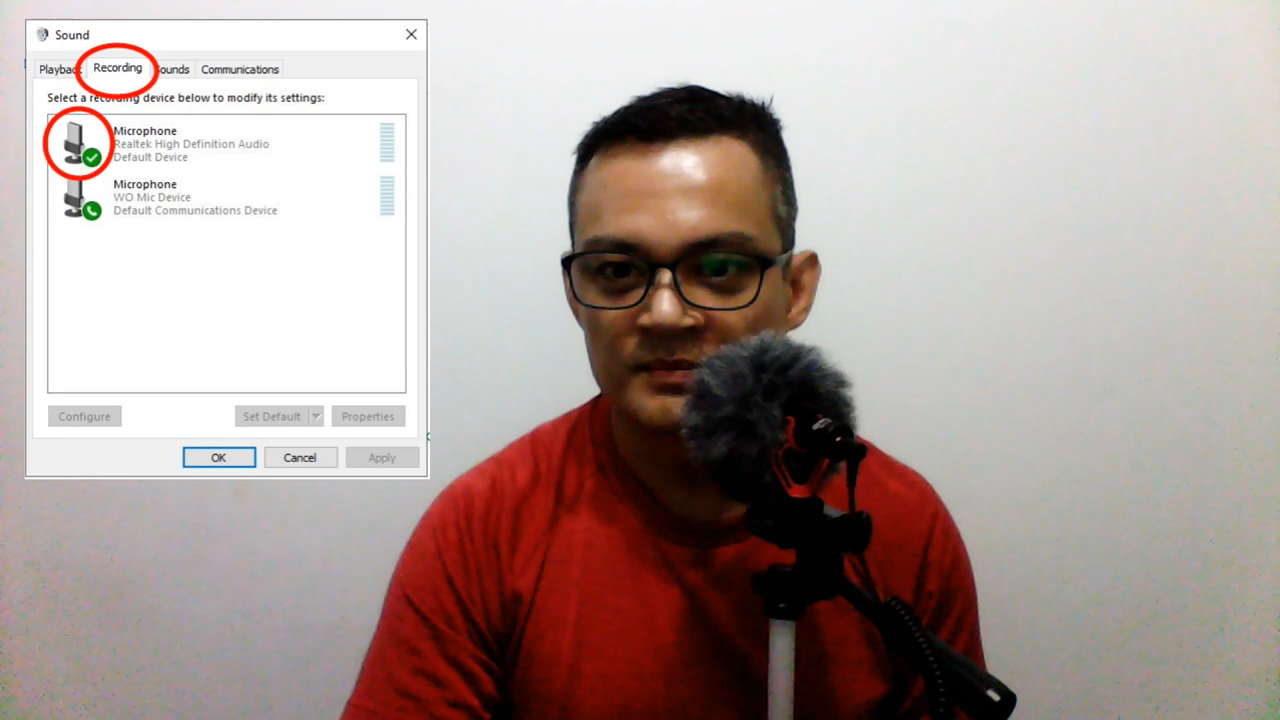 Sound
Playback Recording Sounds Communications
Select a recording device below to modify its settings:
Microphone
Realtek High Definition Audio
Default Device
Microphone
WO Mic Device
Default Communications Device
Configure Set Default Properties
OK Cancel Apply